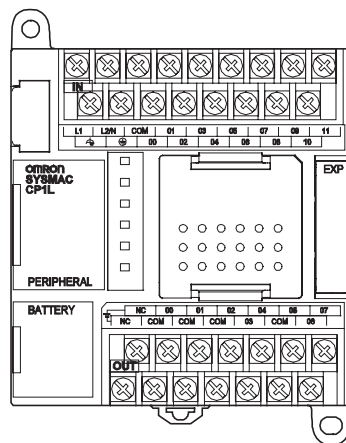 IN
L1 L2/N COM 01 03 05 07 09 11
00 02 04 06 08 10
OMRON
SYSMAC
CP1L
EXP
PERIPHERAL
BATTERY
NC 00 01 02 04 05 07
NC COM COM COM 03 COM 06
OUT